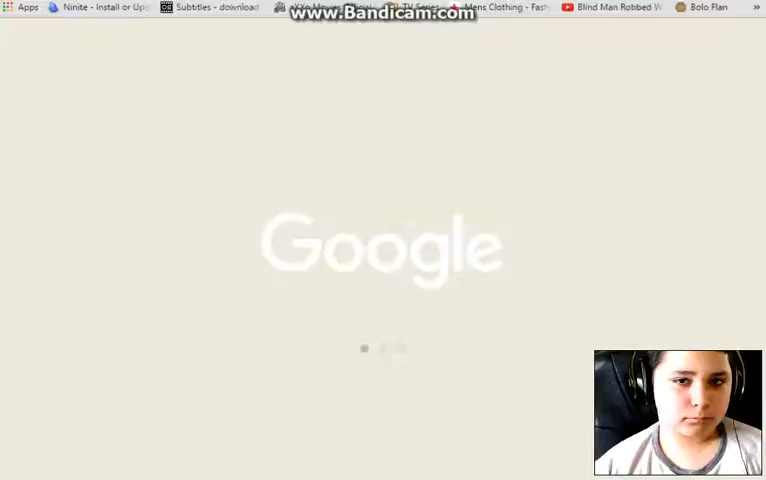 www.Bandicam.com
Apps Ninite - Install or Up Subtitles - download Movies TV Series Mens Clothing - Fash Blind Man Robbed W Bolo Flan »
Google